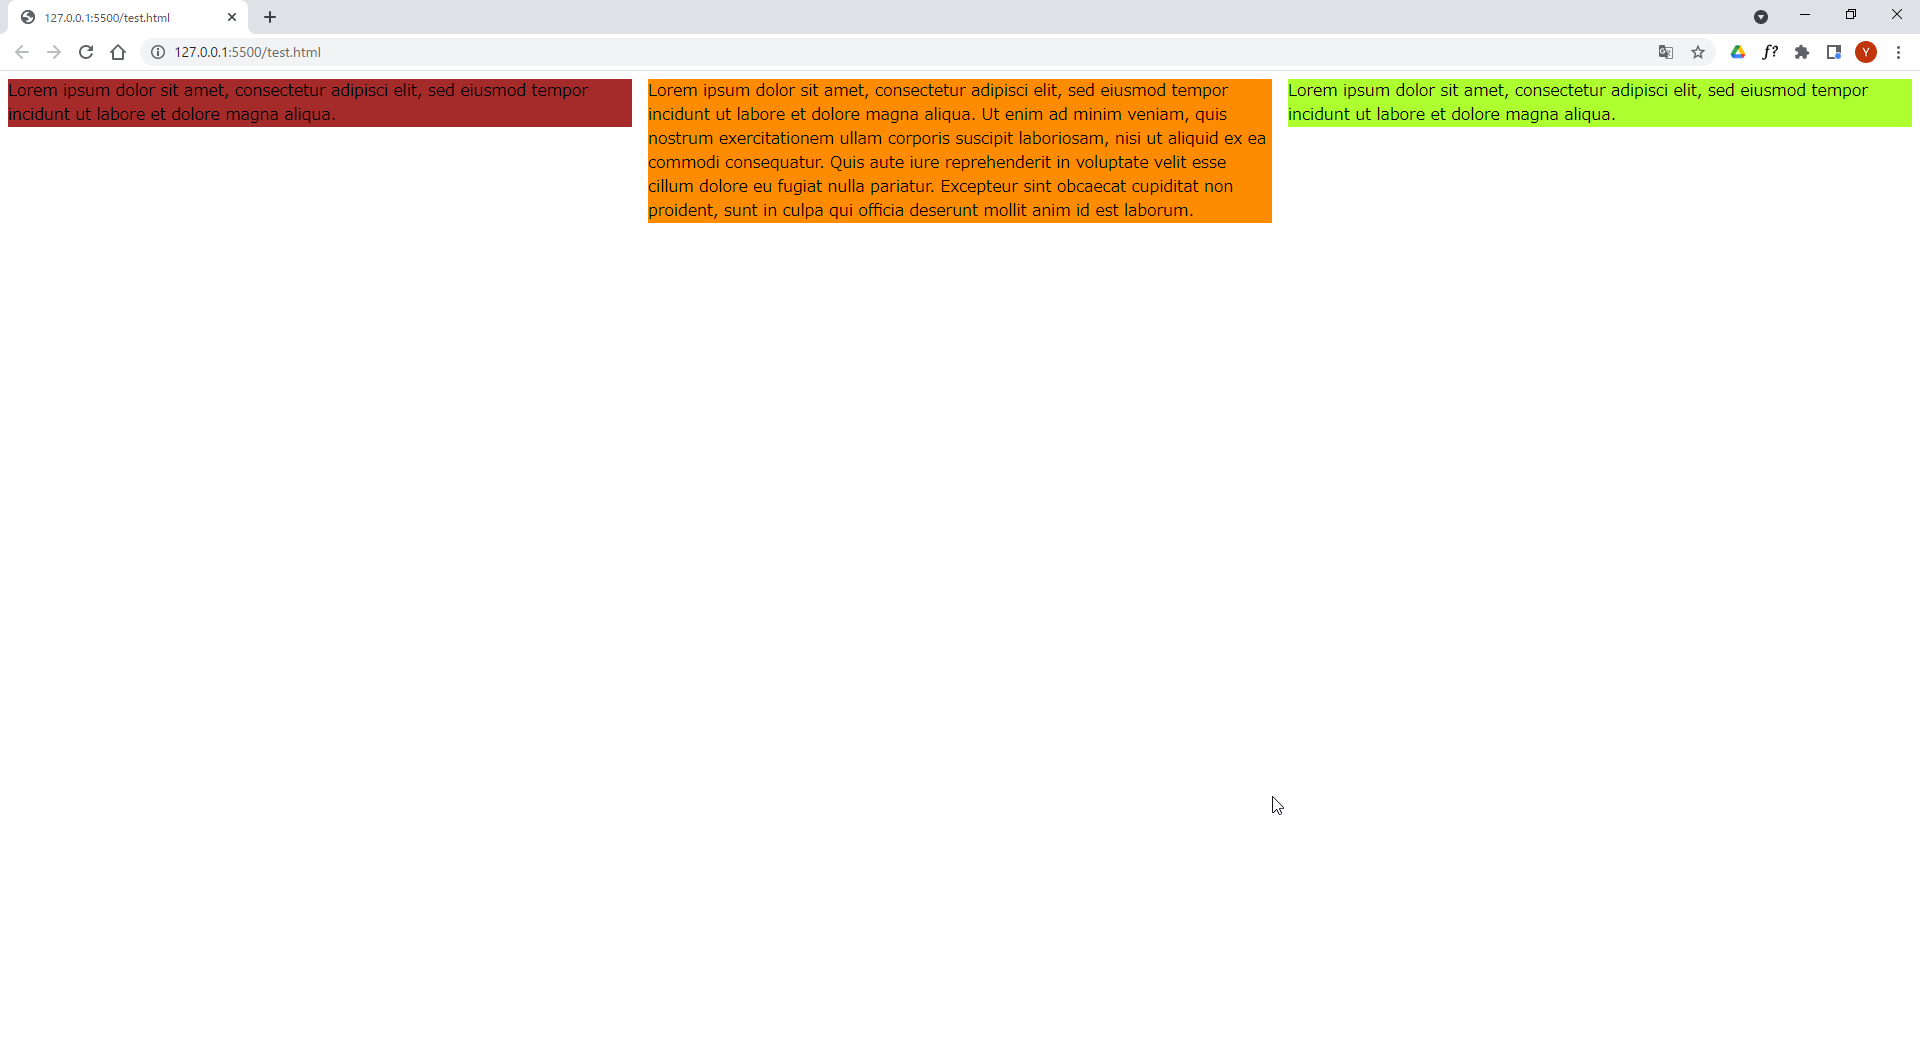 127.0.0.1:5500/test.html
127.0.0.1:5500/test.html
f?
Y
Lorem ipsum dolor sit amet, consectetur adipisci elit, sed eiusmod tempor
incidunt ut labore et dolore magna aliqua.
Lorem ipsum dolor sit amet, consectetur adipisci elit, sed eiusmod tempor
incidunt ut labore et dolore magna aliqua. Ut enim ad minim veniam, quis
nostrum exercitationem ullam corporis suscipit laboriosam, nisi ut aliquid ex ea
commodi consequatur. Quis aute iure reprehenderit in voluptate velit esse
cillum dolore eu fugiat nulla pariatur. Excepteur sint obcaecat cupiditat non
proident, sunt in culpa qui officia deserunt mollit anim id est laborum.
Lorem ipsum dolor sit amet, consectetur adipisci elit, sed eiusmod tempor
incidunt ut labore et dolore magna aliqua.